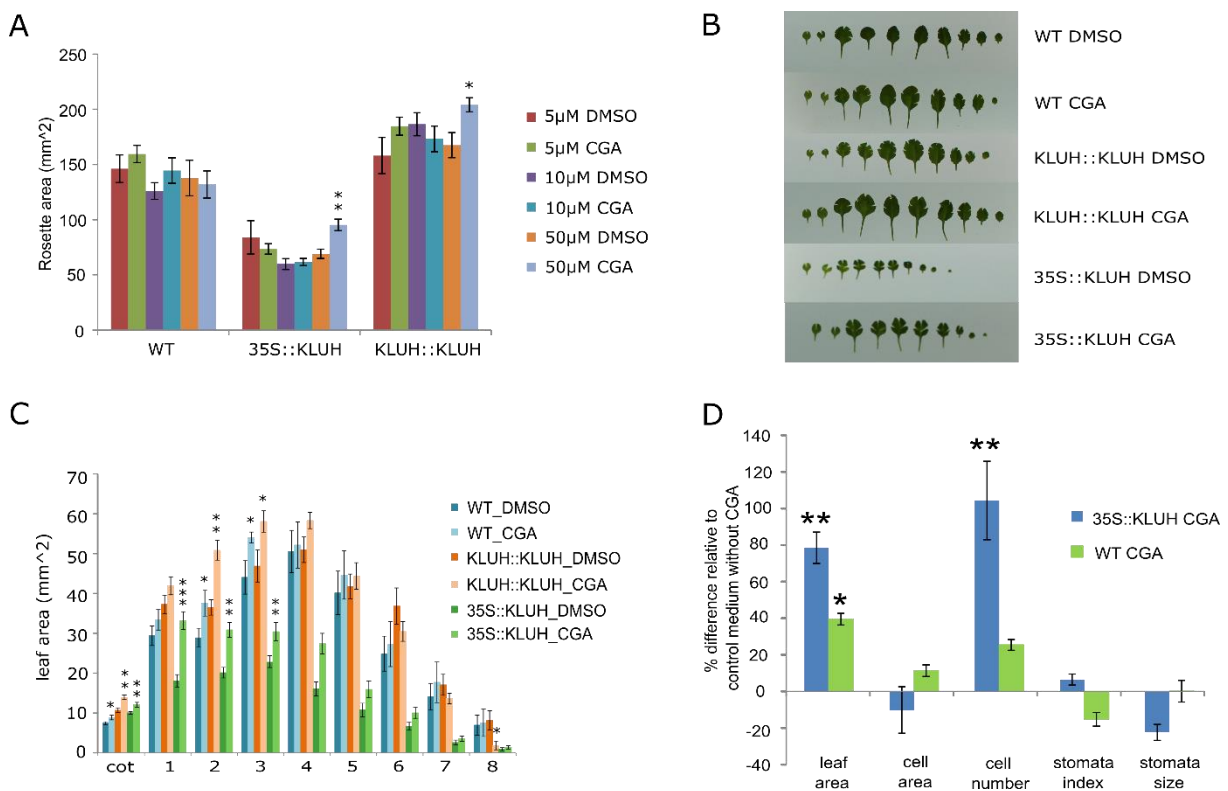 A
250
200
150
100
50
0
Rosette area (mm^2)
*
**
WT
35S::KLUH
KLUH::KLUH
5µM DMSO
5µM CGA
10µM DMSO
10µM CGA
50µM DMSO
50µM CGA
B
WT DMSO
WT CGA
KLUH::KLUH DMSO
KLUH::KLUH CGA
35S::KLUH DMSO
35S::KLUH CGA
C
70
60
50
40
30
20
10
0
leaf area (mm^2)
* ** **
***
* ** **
* * **
*
cot 1 2 3 4 5 6 7 8
WT_DMSO
WT_CGA
KLUH::KLUH_DMSO
KLUH::KLUH_CGA
35S::KLUH_DMSO
35S::KLUH_CGA
D
% difference relative to
control medium without CGA
140
120
100
80
60
40
20
0
-20
-40
**
*
**
35S::KLUH CGA
WT CGA
leaf
area
cell
area
cell
number
stomata
index
stomata
size